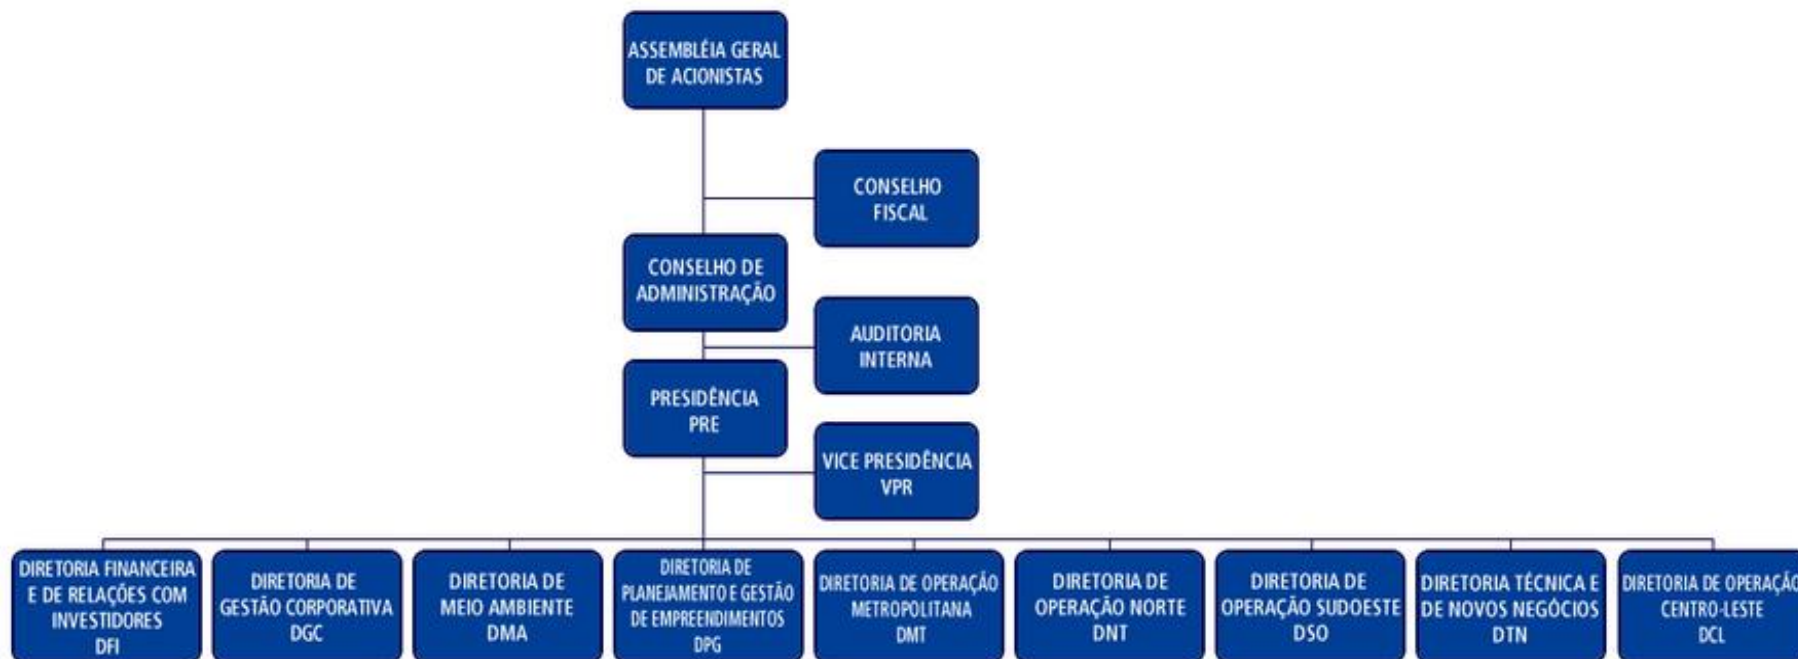 ASSEMBLÉIA GERAL
DE ACIONISTAS
CONSELHO
FISCAL
CONSELHO DE
ADMINISTRAÇÃO
AUDITORIA
INTERNA
PRESIDÊNCIA
PRE
VICE PRESIDÊNCIA
VPR
DIRETORIA FINANCEIRA
E DE RELAÇÕES COM
INVESTIDORES
DFI
DIRETORIA DE
GESTÃO CORPORATIVA
DGC
DIRETORIA DE
MEIO AMBIENTE
DMA
DIRETORIA DE
PLANEJAMENTO E GESTÃO
DE EMPREENDIMENTOS
DPG
DIRETORIA DE OPERAÇÃO
METROPOLITANA
DMT
DIRETORIA DE
OPERAÇÃO NORTE
DNT
DIRETORIA DE
OPERAÇÃO SUDOESTE
DSO
DIRETORIA TÉCNICA E
DE NOVOS NEGÓCIOS
DTN
DIRETORIA DE OPERAÇÃO
CENTRO-LESTE
DCL